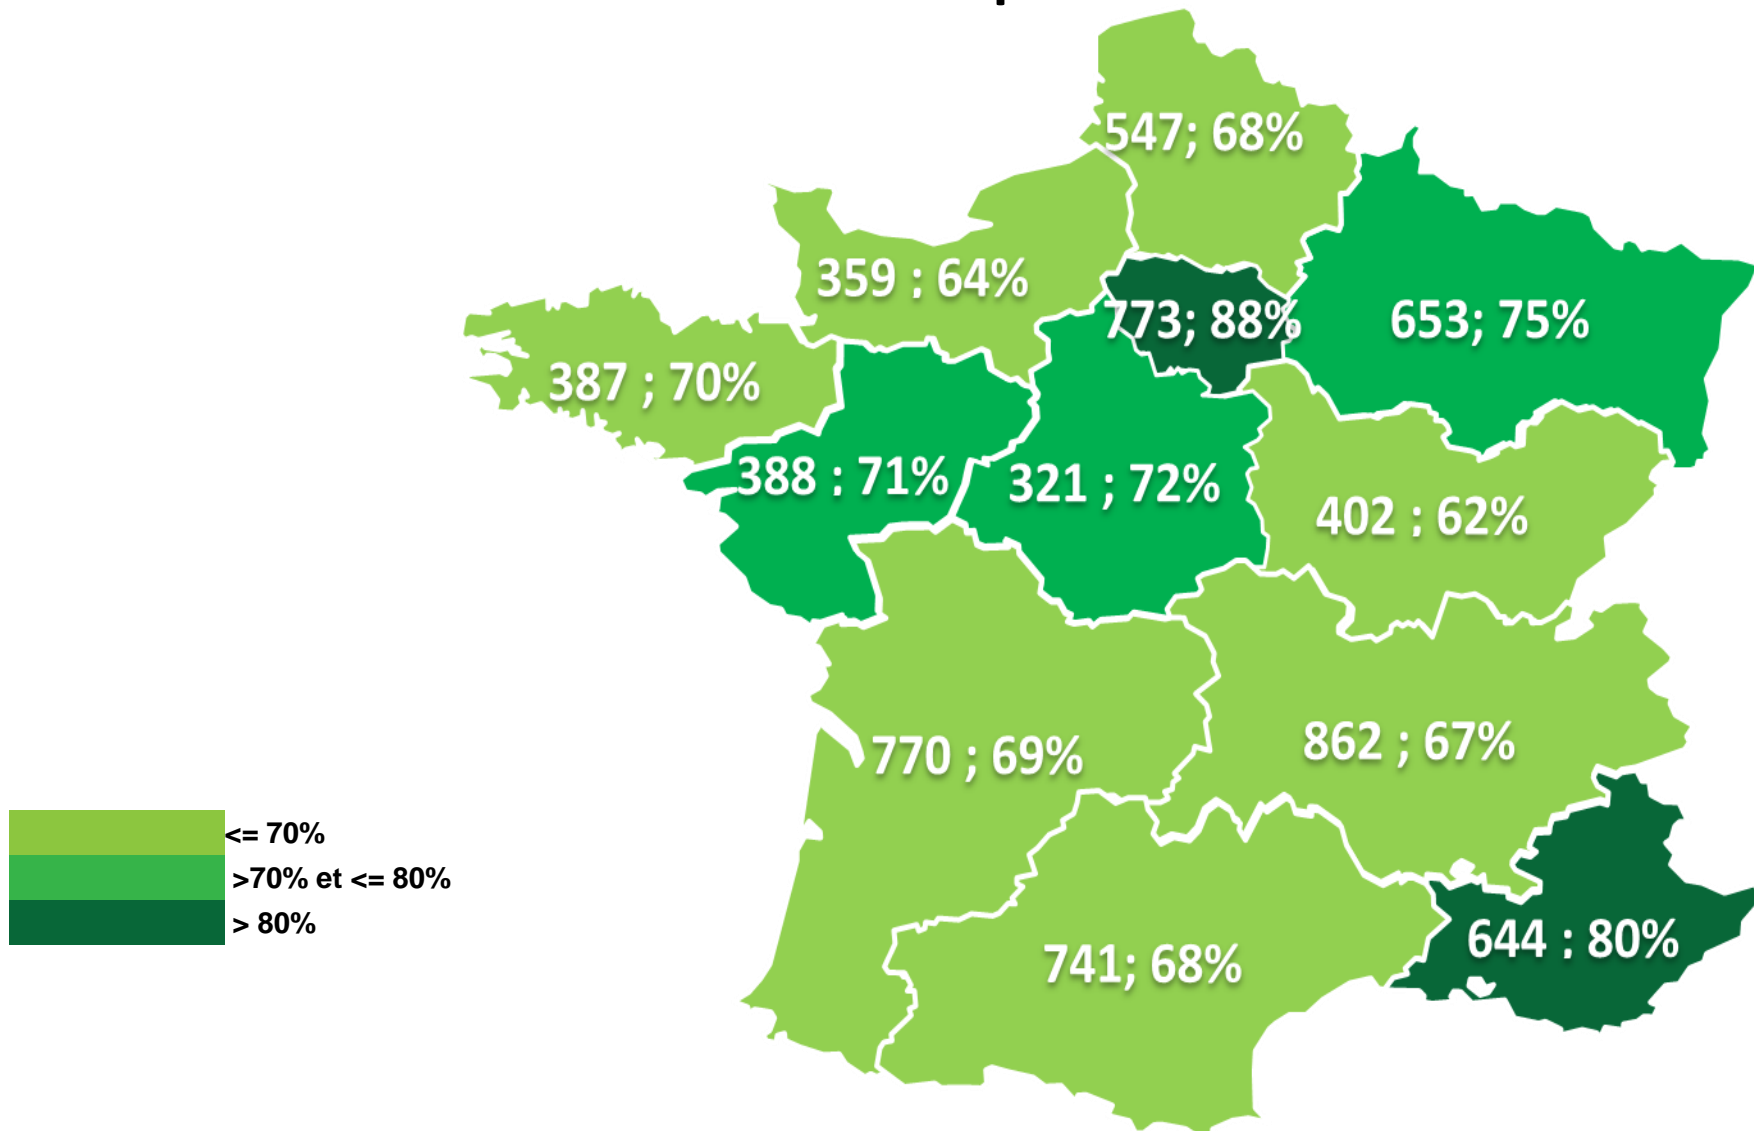 547; 68%
359 ; 64%
773; 88%
653; 75%
387 ; 70%
388 ; 71%
321 ; 72%
402 ; 62%
770 ; 69%
862 ; 67%
<= 70%
>70% et <= 80%
> 80%
741; 68%
644 ; 80%